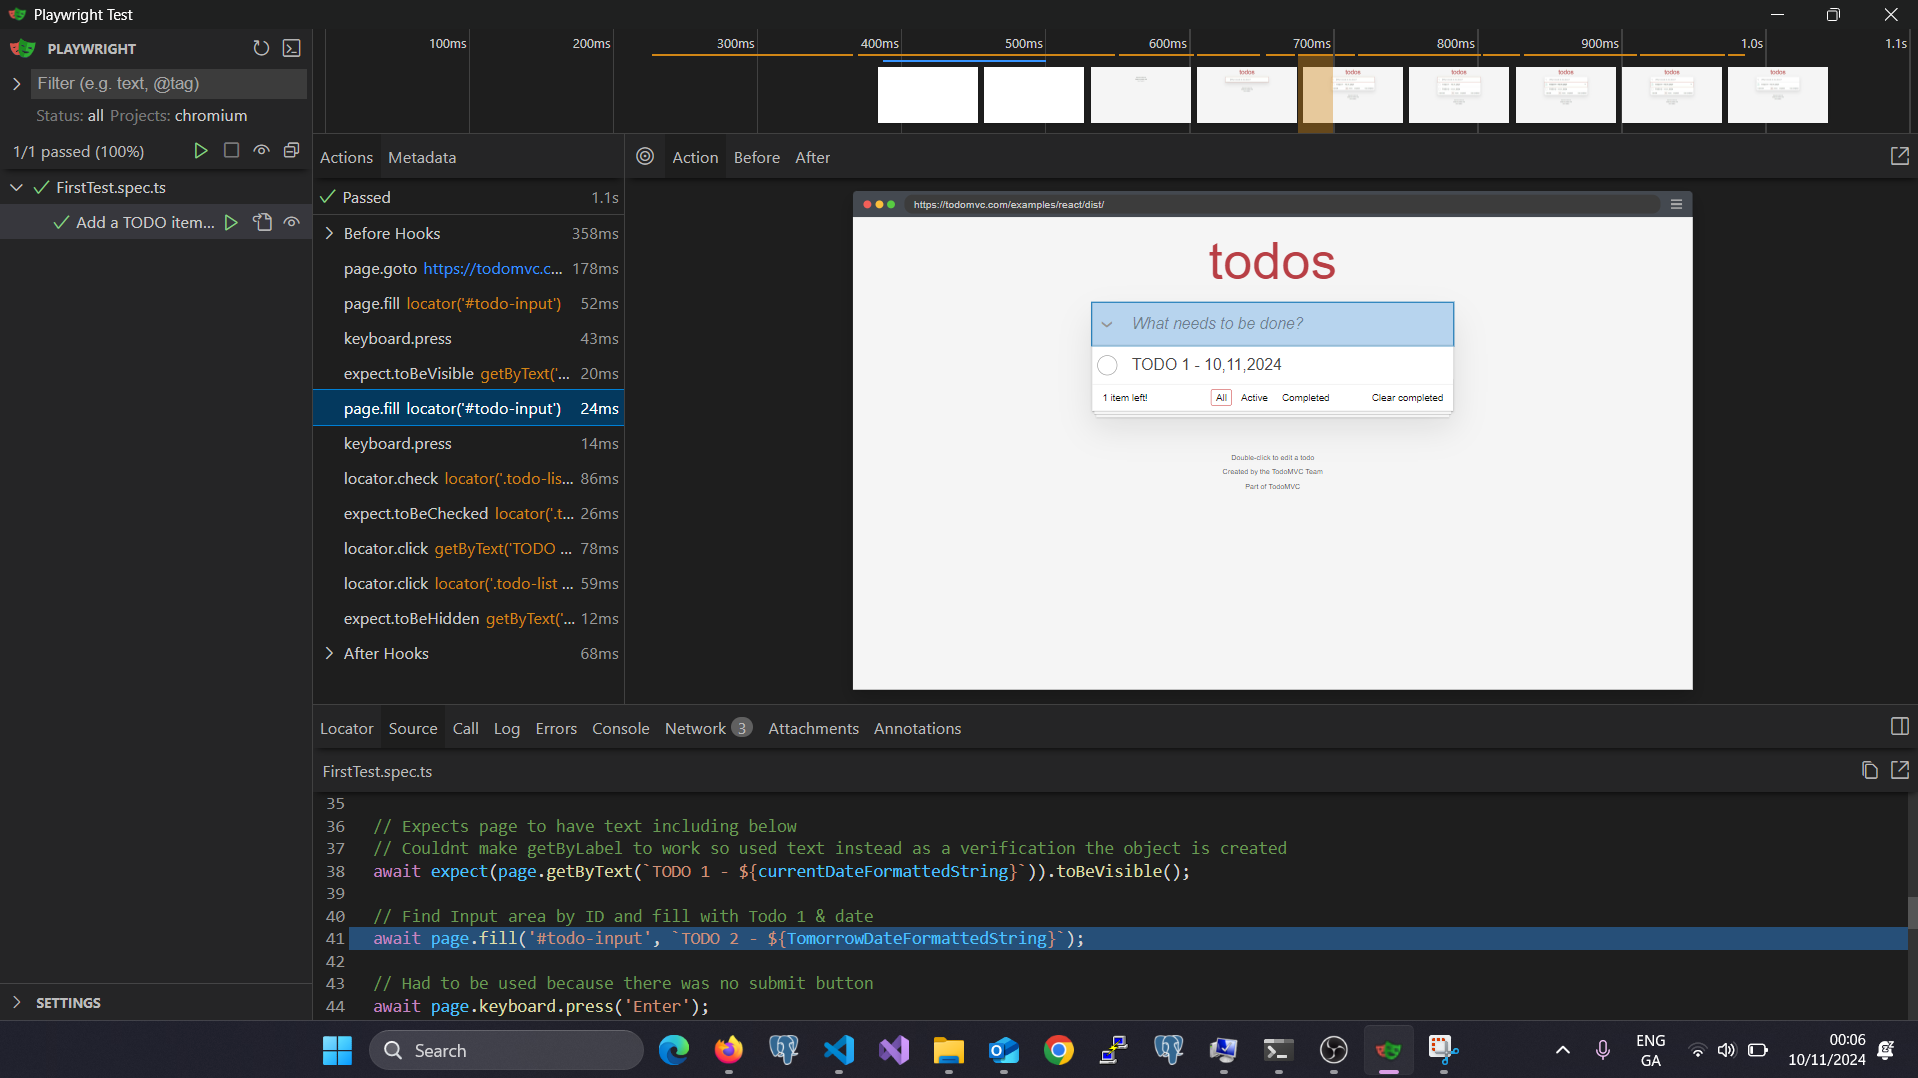 Playwright Test
PLAYWRIGHT
Filter (e.g. text, @tag)
Status: all Projects: chromium
1/1 passed (100%)
FirstTest.spec.ts
Add a TODO item...
SETTINGS
100ms 200ms 300ms 400ms 500ms 600ms 700ms 800ms 900ms 1.0s 1.1s
todos todos todos todos todos todos
Actions Metadata
Passed 1.1s
Before Hooks 358ms
page.goto https://todomvc.c... 178ms
page.fill locator('#todo-input') 52ms
keyboard.press 43ms
expect.toBeVisible getByText('... 20ms
page.fill locator('#todo-input') 24ms
keyboard.press 14ms
locator.check locator('.todo-lis... 86ms
expect.toBeChecked locator('.t... 26ms
locator.click getByText('TODO ... 78ms
locator.click locator('.todo-list ... 59ms
expect.toBeHidden getByText('... 12ms
After Hooks 68ms
Action Before After
https://todomvc.com/examples/react/dist/
todos
What needs to be done?
TODO 1 - 10,11,2024
1 item left! All Active Completed Clear completed
Double-click to edit a todo
Created by the TodoMVC Team
Part of TodoMVC
Locator Source Call Log Errors Console Network 3 Attachments Annotations
FirstTest.spec.ts
35
36 // Expects page to have text including below
37 // Couldnt make getByLabel to work so used text instead as a verification the object is created
38 await expect(page.getByText(`TODO 1 - ${currentDateFormattedString}`)).toBeVisible();
39
40 // Find Input area by ID and fill with Todo 1 & date
41 await page.fill('#todo-input', `TODO 2 - ${TomorrowDateFormattedString}`);
42
43 // Had to be used because there was no submit button
44 await page.keyboard.press('Enter');
Search
ENG
GA
00:06
10/11/2024